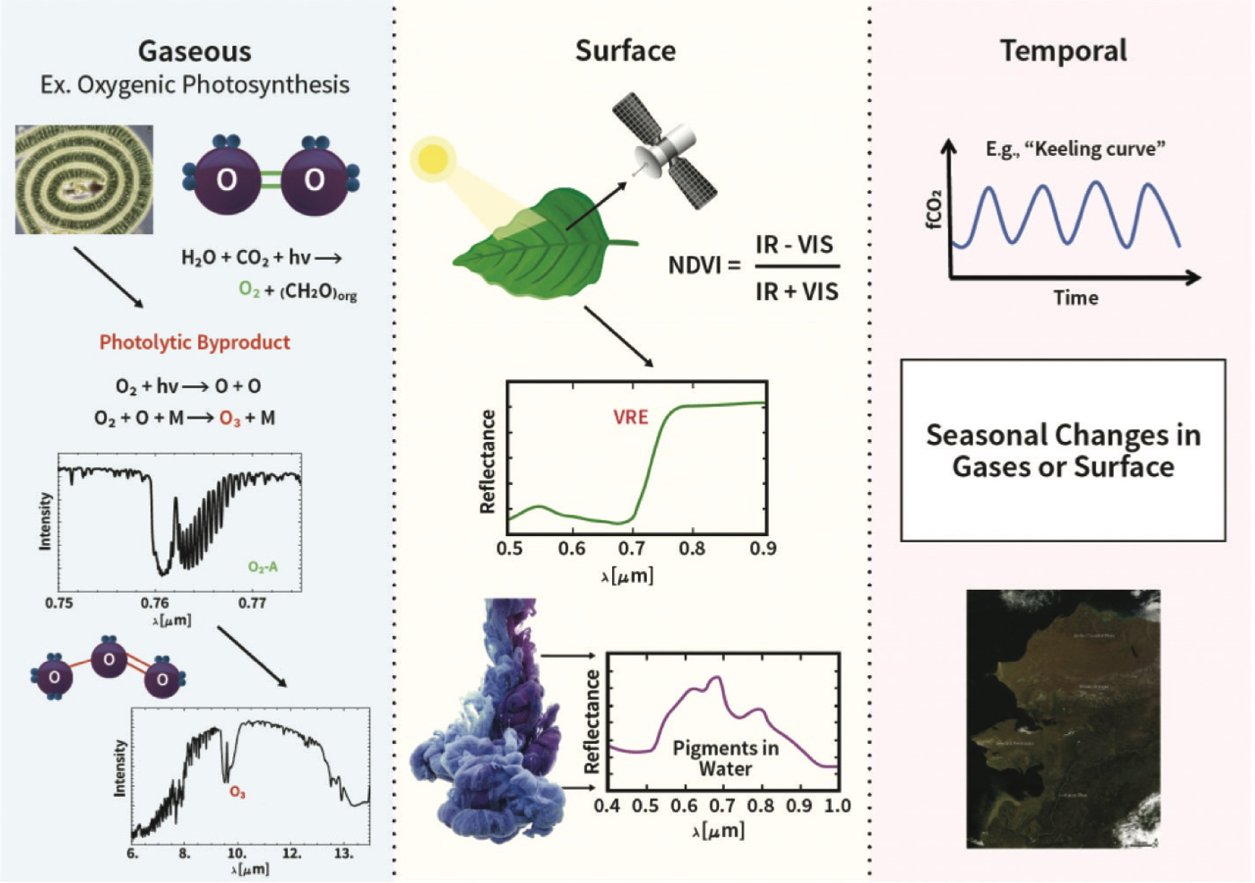 Gaseous
Ex. Oxygenic Photosynthesis
O O
H₂O + CO₂ + hν ⟶
O₂ + (CH2O)org
Photolytic Byproduct
O₂ + hν ⟶ O + O
O₂ + O + M ⟶ O₃ + M
Intensity
O₂-A
0.75 0.76 0.77
λ[μm]
O O O
Intensity
O₃
6. 8. 10. 12. 13.
λ[μm]
Surface
NDVI = IR - VIS
IR + VIS
VRE
Reflectance
0.5 0.6 0.7 0.8 0.9
λ[μm]
Reflectance
Pigments in
Water
0.4 0.5 0.6 0.7 0.8 0.9 1.0
λ[μm]
Temporal
E.g., “Keeling curve”
fCO₂
Time
Seasonal Changes in
Gases or Surface